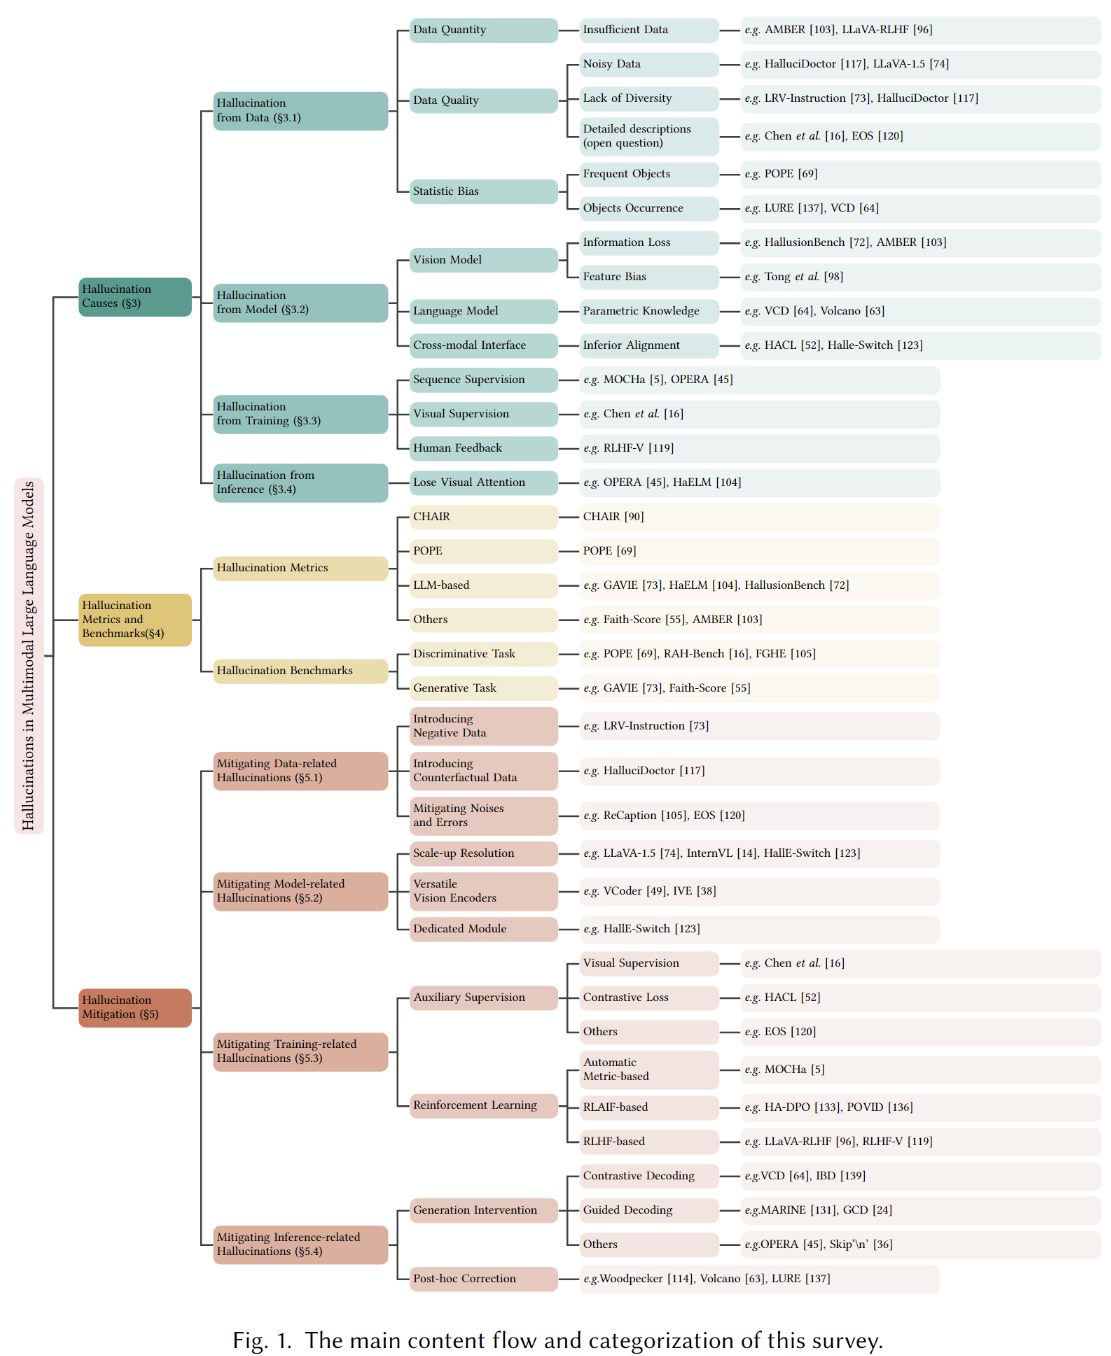 Hallucinations in Multimodal Large Language Models
Hallucination
Causes (§3)
Hallucination
from Data (§3.1)
Data Quantity
Insufficient Data
e.g. AMBER [103], LLaVA-RLHF [96]
Data Quality
Noisy Data
e.g. HalluciDoctor [117], LLaVA-1.5 [74]
Lack of Diversity
e.g. LRV-Instruction [73], HalluciDoctor [117]
Detailed descriptions
(open question)
e.g. Chen et al. [16], EOS [120]
Statistic Bias
Frequent Objects
e.g. POPE [69]
Objects Occurrence
e.g. LURE [137], VCD [64]
Hallucination
from Model (§3.2)
Vision Model
Information Loss
e.g. HallusionBench [72], AMBER [103]
Feature Bias
e.g. Tong et al. [98]
Language Model
Parametric Knowledge
e.g. VCD [64], Volcano [63]
Cross-modal Interface
Inferior Alignment
e.g. HACL [52], Halle-Switch [123]
Hallucination
from Training (§3.3)
Sequence Supervision
e.g. MOCHa [5], OPERA [45]
Visual Supervision
e.g. Chen et al. [16]
Human Feedback
e.g. RLHF-V [119]
Hallucination from
Inference (§3.4)
Lose Visual Attention
e.g. OPERA [45], HaELM [104]
Hallucination
Metrics and
Benchmarks(§4)
Hallucination Metrics
CHAIR
CHAIR [90]
POPE
POPE [69]
LLM-based
e.g. GAVIE [73], HaELM [104], HallusionBench [72]
Others
e.g. Faith-Score [55], AMBER [103]
Hallucination Benchmarks
Discriminative Task
e.g. POPE [69], RAH-Bench [16], FGHE [105]
Generative Task
e.g. GAVIE [73], Faith-Score [55]
Hallucination
Mitigation (§5)
Mitigating Data-related
Hallucinations (§5.1)
Introducing
Negative Data
e.g. LRV-Instruction [73]
Introducing
Counterfactual Data
e.g. HalluciDoctor [117]
Mitigating Noises
and Errors
e.g. ReCaption [105], EOS [120]
Mitigating Model-related
Hallucinations (§5.2)
Scale-up Resolution
e.g. LLaVA-1.5 [74], InternVL [14], HallE-Switch [123]
Versatile
Vision Encoders
e.g. VCoder [49], IVE [38]
Dedicated Module
e.g. HallE-Switch [123]
Mitigating Training-related
Hallucinations (§5.3)
Auxiliary Supervision
Visual Supervision
e.g. Chen et al. [16]
Contrastive Loss
e.g. HACL [52]
Others
e.g. EOS [120]
Reinforcement Learning
Automatic
Metric-based
e.g. MOCHa [5]
RLAIF-based
e.g. HA-DPO [133], POVID [136]
RLHF-based
e.g. LLaVA-RLHF [96], RLHF-V [119]
Mitigating Inference-related
Hallucinations (§5.4)
Generation Intervention
Contrastive Decoding
e.g.VCD [64], IBD [139]
Guided Decoding
e.g.MARINE [131], GCD [24]
Others
e.g.OPERA [45], Skip‘\n’ [36]
Post-hoc Correction
e.g.Woodpecker [114], Volcano [63], LURE [137]
Fig. 1. The main content flow and categorization of this survey.